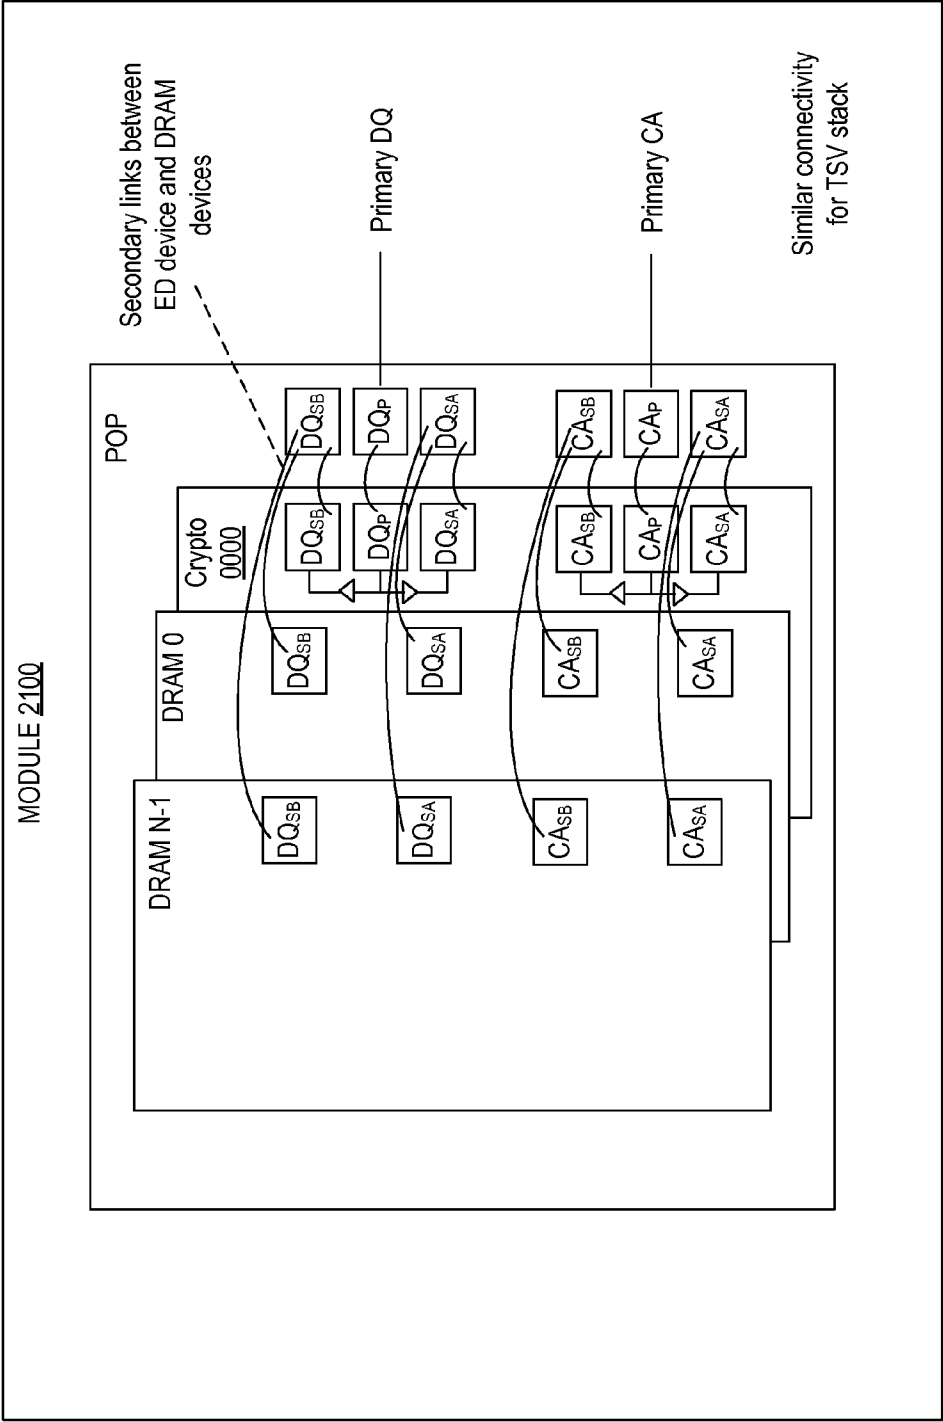 MODULE 2100
POP
Secondary links between
ED device and DRAM
devices
Primary DQ
Primary CA
Similar connectivity
for TSV stack
DQSB
DQP
DQSA
CASB
CAP
CASA
Crypto
0000
DQSB
DQP
DQSA
CASB
CAP
CASA
DRAM 0
DQSB
DQSA
CASB
CASA
DRAM N-1
DQSB
DQSA
CASB
CASA